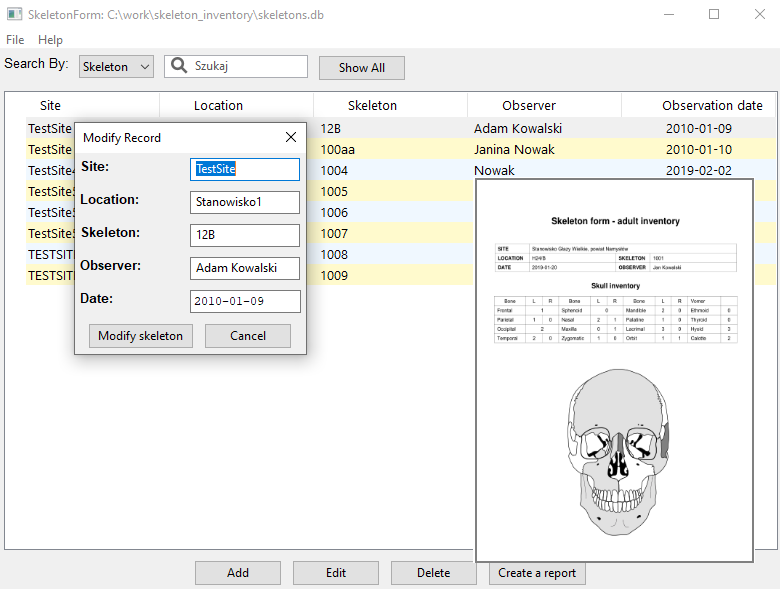 SkeletonForm: C:\work\skeleton_inventory\skeletons.db
File Help
Search By: Skeleton Szukaj Show All
Site Location Skeleton Observer Observation date
TestSite 12B Adam Kowalski 2010-01-09
TestSite 100aa Janina Nowak 2010-01-10
TestSite 1004 Nowak 2019-02-02
TestSite 1005
TestSite 1006
TestSite 1007
TESTSIT 1008
TESTSIT 1009
Modify Record
Site: TestSite
Location: Stanowisko1
Skeleton: 12B
Observer: Adam Kowalski
Date: 2010-01-09
Modify skeleton Cancel
Skeleton form - adult inventory
SITE Stanowisko Głazy Wielkie, powiat Namysłów
LOCATION H24/B SKELETON 1001
DATE 2019-01-20 OBSERVER Jan Kowalski
Skull inventory
Bone L R Bone L R Bone L R Vomer
Frontal 1 Sphenoid 0 Mandible 2 0 Ethmoid 0
Parietal 1 0 Nasal 2 1 Palatine 1 0 Thyroid 0
Occipital 2 Maxilla 0 1 Lacrimal 3 0 Hyoid 3
Temporal 2 0 Zygomatic 1 Orbit 1 1 Calotte 2
Add Edit Delete Create a report